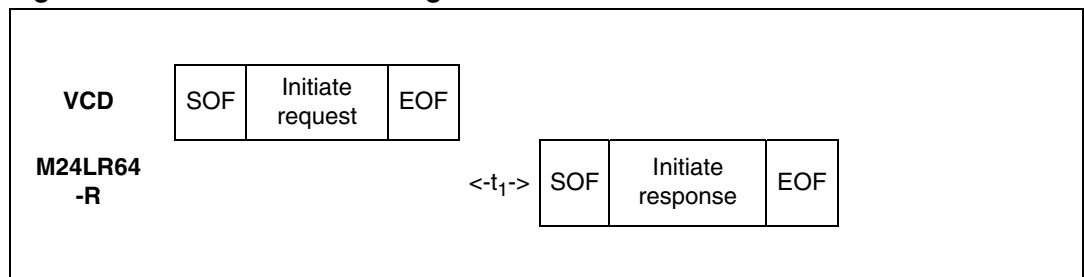 VCD SOF Initiate request EOF
M24LR64-R <-t1-> SOF Initiate response EOF